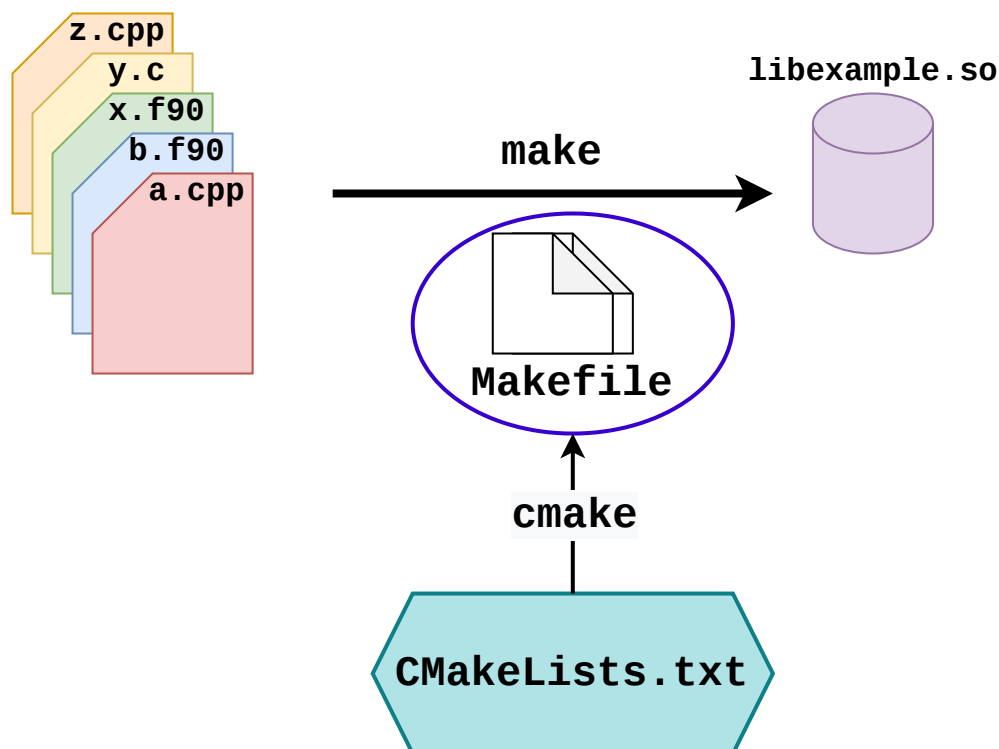 z.cpp
y.c
x.f90
b.f90
a.cpp
make
libexample.so
Makefile
cmake
CMakeLists.txt